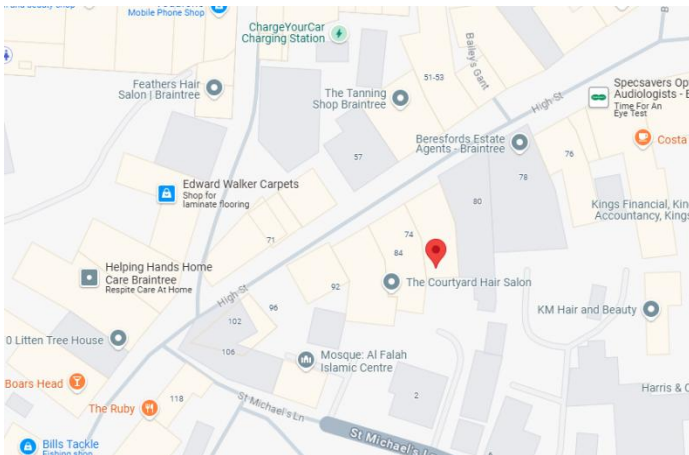 Mobile Phone Shop
ChargeYourCar
Charging Station
Feathers Hair
Salon | Braintree
The Tanning
Shop Braintree
51-53
Bailey's Gant
High St
Specsavers Op
Audiologists - B
Time For An
Eye Test
Costa
Beresfords Estate
Agents - Braintree
57
76
78
80
Edward Walker Carpets
Shop for
laminate flooring
Kings Financial, Kin
Accountancy, Kings
71
74
84
Helping Hands Home
Care Braintree
Respite Care At Home
High St
92
The Courtyard Hair Salon
96
102
106
KM Hair and Beauty
0 Litten Tree House
Mosque: Al Falah
Islamic Centre
Boars Head
The Ruby
118
St Michael's Ln
2
Harris & C
Bills Tackle
Fishing shop
St Michael's Ln